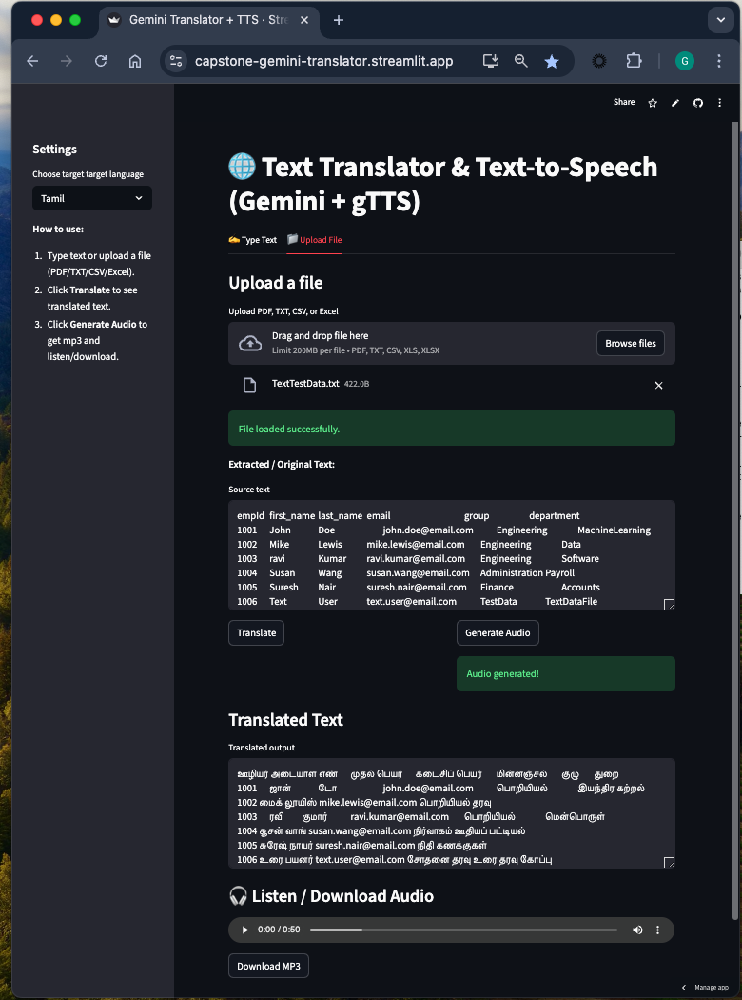 Gemini Translator + TTS · Stre
capstone-gemini-translator.streamlit.app
G
Share
Settings
Choose target target language
Tamil
How to use:
1. Type text or upload a file
(PDF/TXT/CSV/Excel).
2. Click Translate to see
translated text.
3. Click Generate Audio to
get mp3 and
listen/download.
🌐 Text Translator & Text-to-Speech
(Gemini + gTTS)
✍️ Type Text 📁 Upload File
Upload a file
Upload PDF, TXT, CSV, or Excel
Drag and drop file here
Limit 200MB per file • PDF, TXT, CSV, XLS, XLSX
Browse files
TextTestData.txt 422.0B
File loaded successfully.
Extracted / Original Text:
Source text
empId first_name last_name email group department
1001 John Doe john.doe@email.com Engineering MachineLearning
1002 Mike Lewis mike.lewis@email.com Engineering Data
1003 ravi Kumar ravi.kumar@email.com Engineering Software
1004 Susan Wang susan.wang@email.com Administration Payroll
1005 Suresh Nair suresh.nair@email.com Finance Accounts
1006 Text User text.user@email.com TestData TextDataFile
Translate Generate Audio
Audio generated!
Translated Text
Translated output
ஊழியர் அடையாள எண் முதல் பெயர் கடைசிப் பெயர் மின்னஞ்சல் குழு துறை
1001 ஜான் டோ john.doe@email.com பொறியியல் இயந்திர கற்றல்
1002 மைக் லூயிஸ் mike.lewis@email.com பொறியியல் தரவு
1003 ரவி குமார் ravi.kumar@email.com பொறியியல் மென்பொருள்
1004 சூசன் வாங் susan.wang@email.com நிர்வாகம் ஊதியப் பட்டியல்
1005 சுரேஷ் நாயர் suresh.nair@email.com நிதி கணக்குகள்
1006 உரை பயனர் text.user@email.com சோதனை தரவு உரை தரவு கோப்பு
🎧 Listen / Download Audio
0:00 / 0:50
Download MP3
Manage app